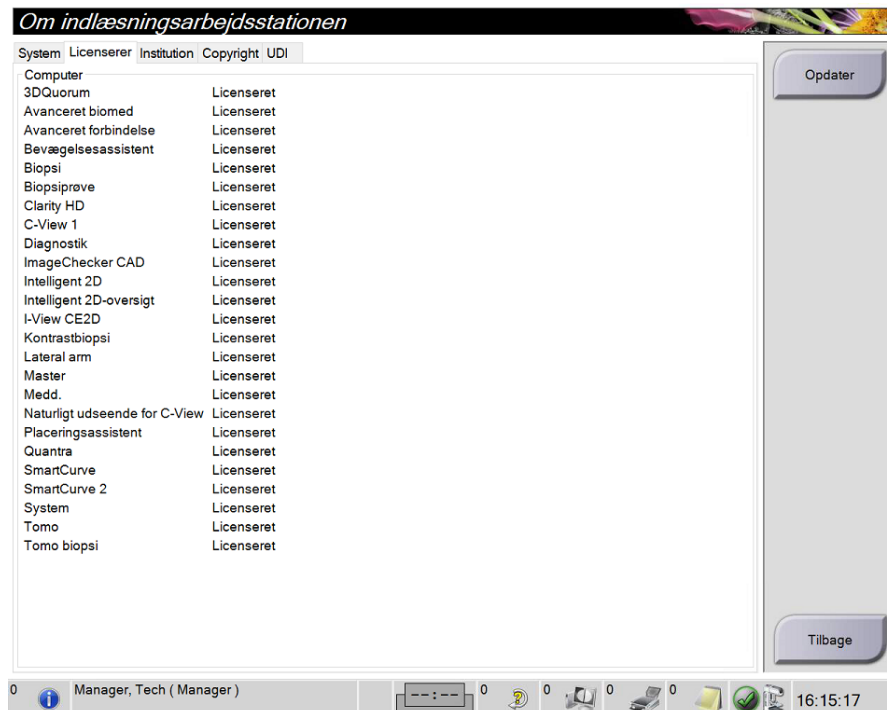 Om indlæsningsarbejdsstationen
System Licenserer Institution Copyright UDI
Computer
3DQuorum Licenseret
Avanceret biomed Licenseret
Avanceret forbindelse Licenseret
Bevægelsesassistent Licenseret
Biopsi Licenseret
Biopsiprøve Licenseret
Clarity HD Licenseret
C-View 1 Licenseret
Diagnostik Licenseret
ImageChecker CAD Licenseret
Intelligent 2D Licenseret
Intelligent 2D-oversigt Licenseret
I-View CE2D Licenseret
Kontrastbiopsi Licenseret
Lateral arm Licenseret
Master Licenseret
Medd. Licenseret
Naturligt udseende for C-View Licenseret
Placeringsassistent Licenseret
Quantra Licenseret
SmartCurve Licenseret
SmartCurve 2 Licenseret
System Licenseret
Tomo Licenseret
Tomo biopsi Licenseret
Opdater
Tilbage
0 Manager, Tech ( Manager ) --:-- 0 0 0 0 16:15:17